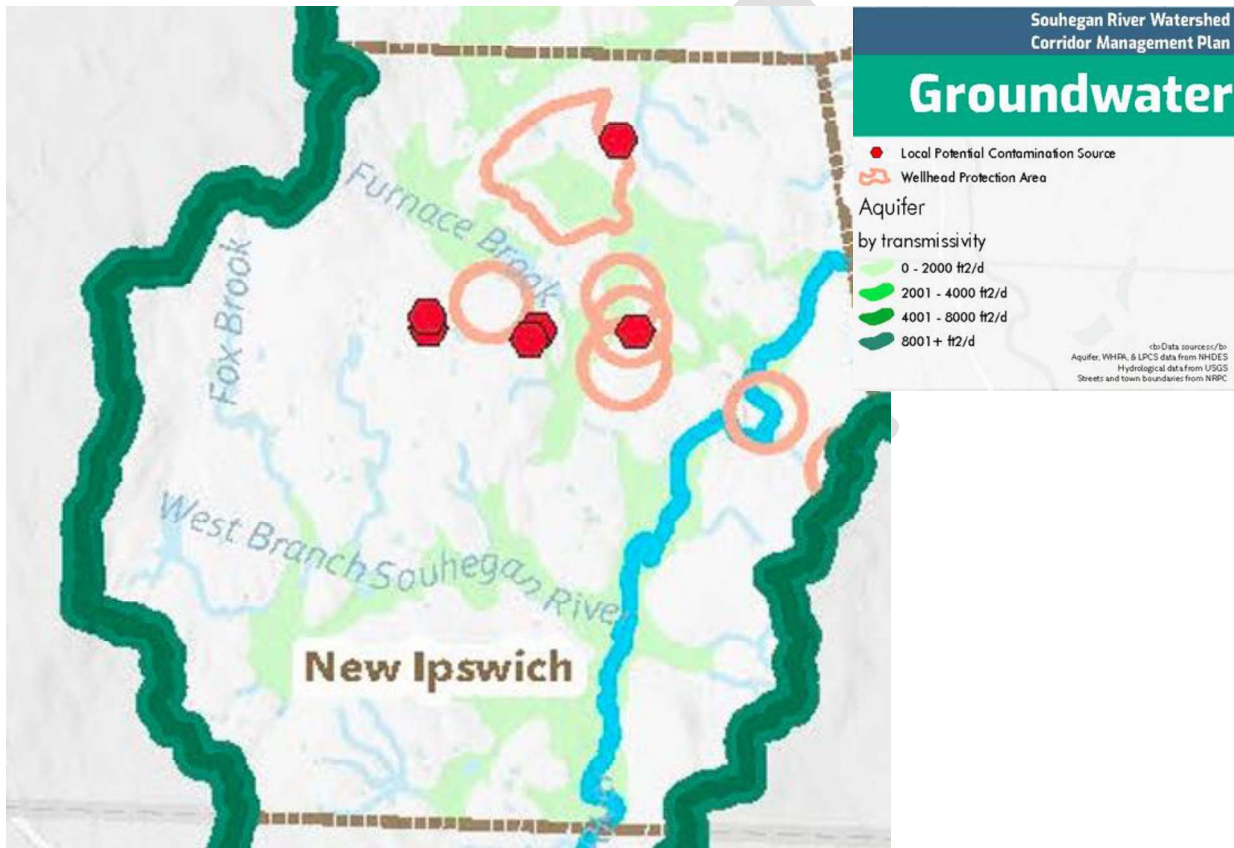 Souhegan River Watershed
Corridor Management Plan
Groundwater
Local Potential Contamination Source
Wellhead Protection Area
Aquifer
by transmissivity
0 - 2000 ft2/d
2001 - 4000 ft2/d
4001 - 8000 ft2/d
8001+ ft2/d
<b>Data sources</b>
Aquifer, WHPA, & LPCS data from NHDES
Hydrological data from USGS
Streets and town boundaries from NRPC
Furnace Brook
Fox Brook
West Branch Souhegan River
New Ipswich